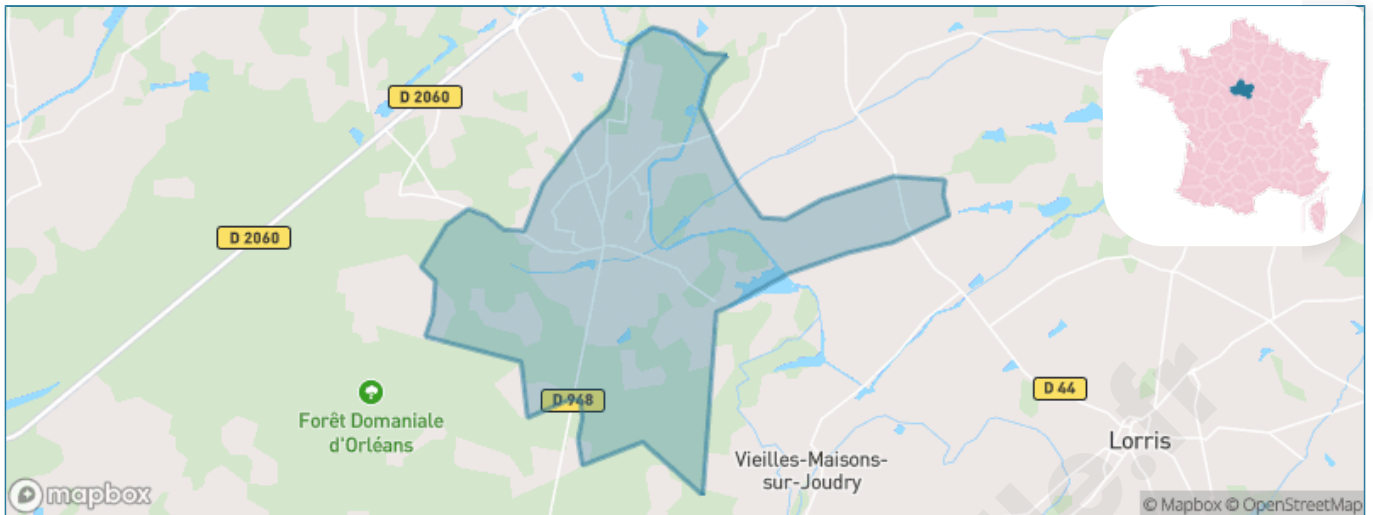 D 2060
D 2060
D 948
D 44
Forêt Domaniale
d'Orléans
Lorris
Vieilles-Maisons-
sur-Joudry
mapbox
© Mapbox © OpenStreetMap